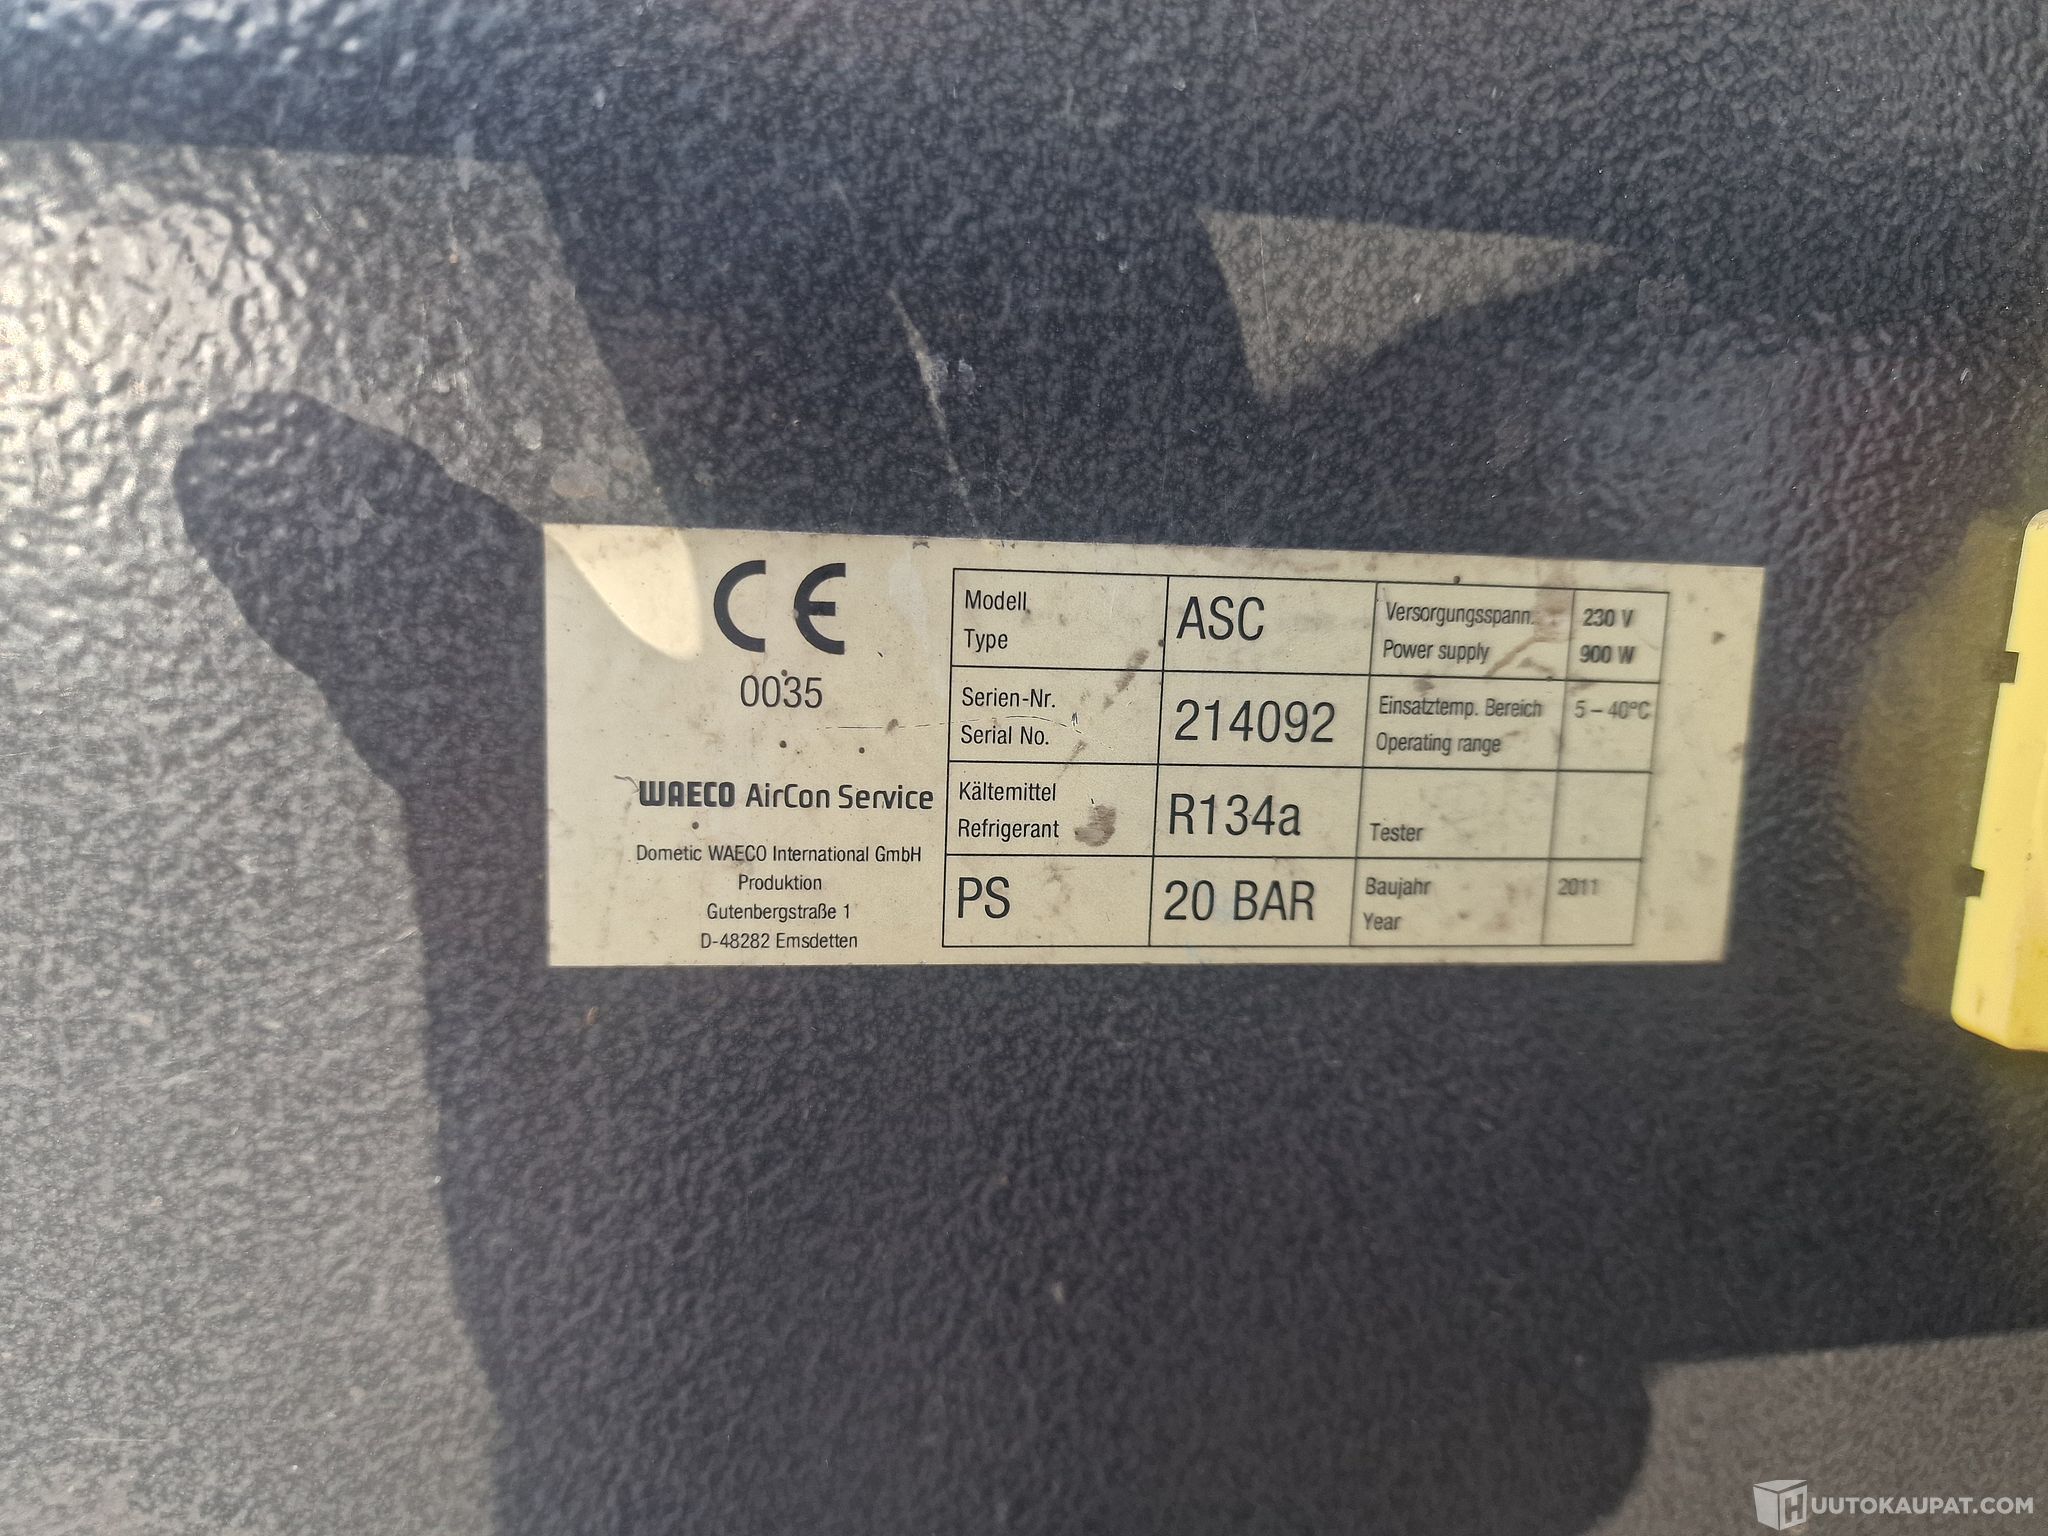 CE
0035
WAECO AirCon Service
Dometic WAECO International GmbH
Produktion
Gutenbergstraße 1
D-48282 Emsdetten
Modell
Type
ASC
Versorgungsspann.
Power supply
230 V
900 W
Serien-Nr.
Serial No.
214092
Einsatztemp. Bereich
Operating range
5 – 40°C
Kältemittel
Refrigerant
R134a
Tester
PS
20 BAR
Baujahr
Year
2011
HUUTOKAUPAT.COM